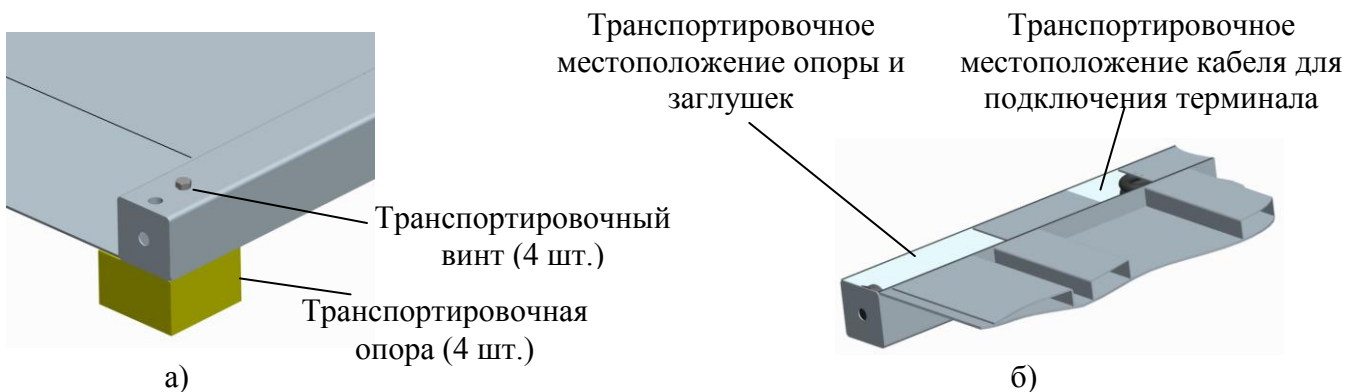 Транспортировочное
местоположение опоры и
заглушек
Транспортировочное
местоположение кабеля для
подключения терминала
Транспортировочный
винт (4 шт.)
Транспортировочная
опора (4 шт.)
а)
б)